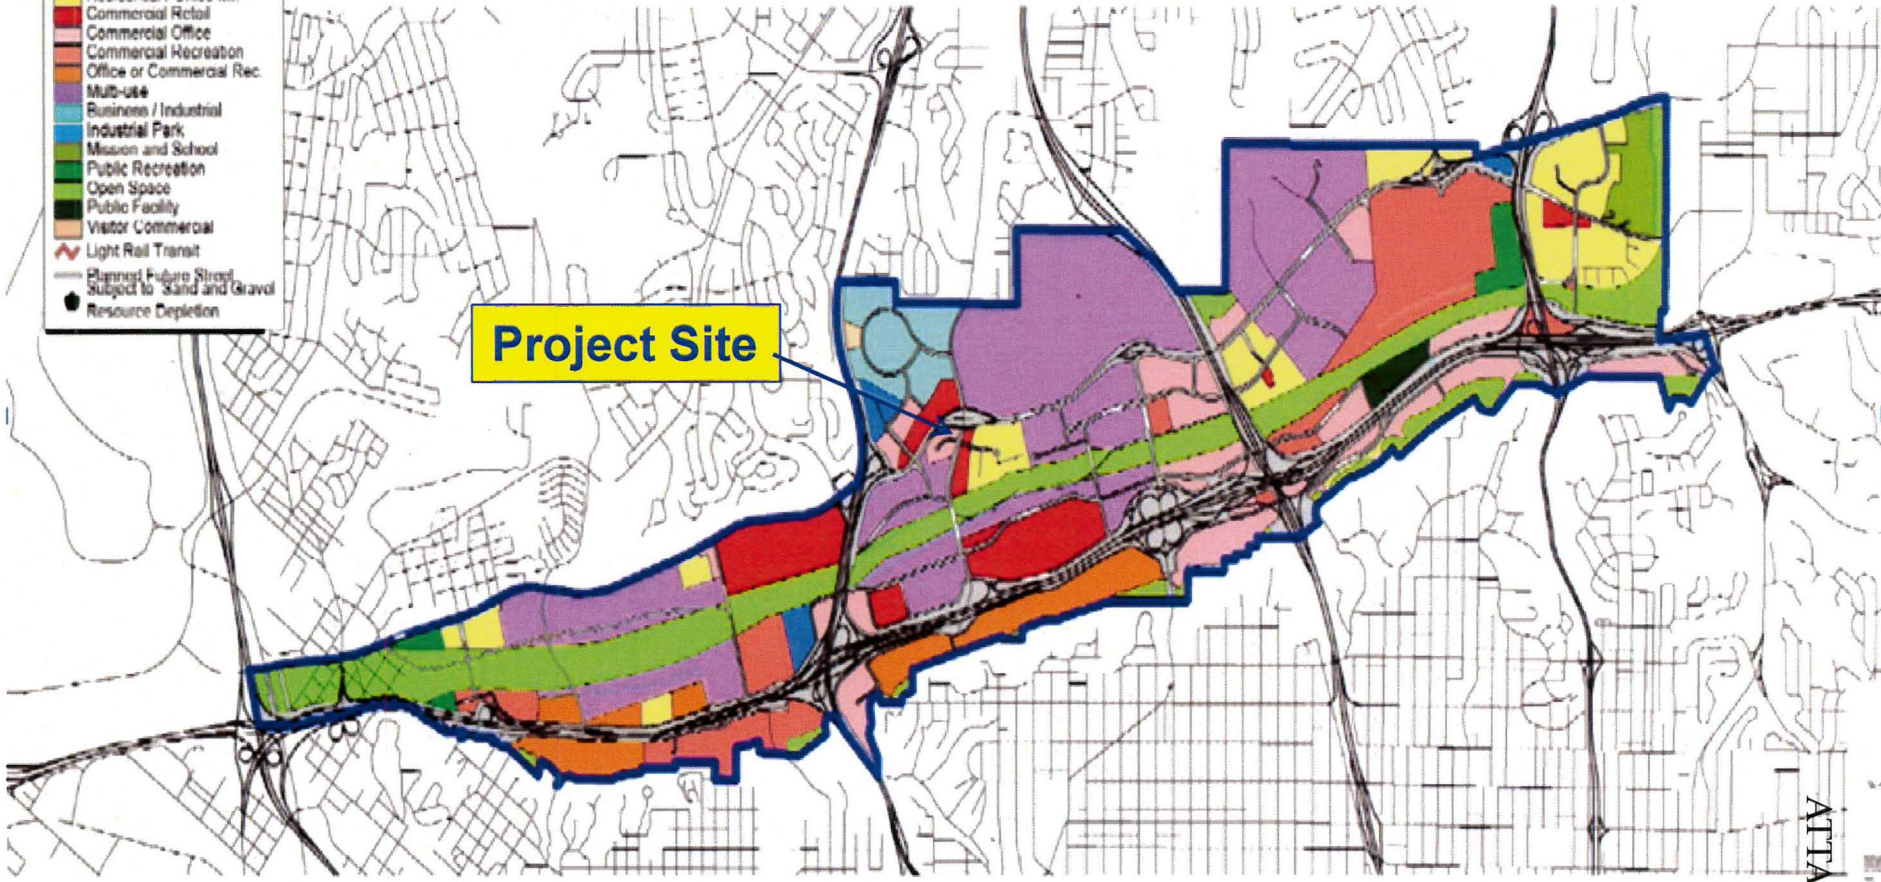 Commercial Retail
Commercial Office
Commercial Recreation
Office or Commercial Rec.
Multi-use
Business / Industrial
Industrial Park
Mission and School
Public Recreation
Open Space
Public Facility
Visitor Commercial
Light Rail Transit
Planned Future Street
Subject to Sand and Gravel
Resource Depletion
Project Site
ATTA